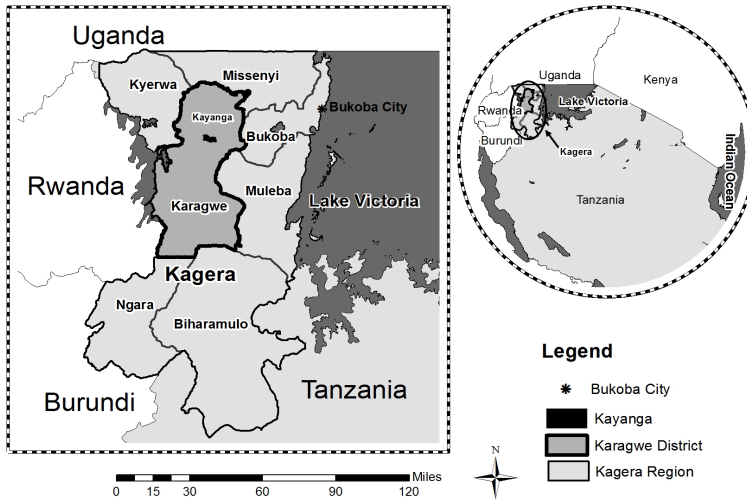 Uganda
Kyerwa
Missenyi
Kayanga
Bukoba City
Bukoba
Rwanda
Karagwe
Muleba
Lake Victoria
Kagera
Ngara
Biharamulo
Burundi
Tanzania
Uganda
Kenya
Rwanda
Lake Victoria
Burundi
Kagera
Tanzania
Indian Ocean
Legend
Bukoba City
Kayanga
Karagwe District
Kagera Region
N
Miles
0 15 30 60 90 120